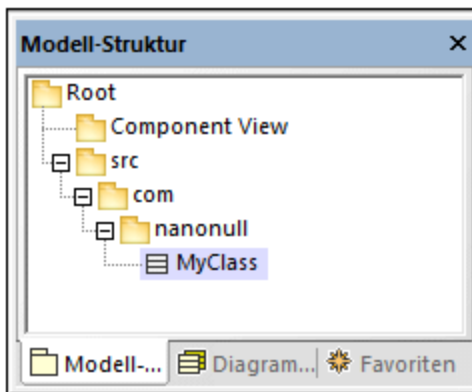 Modell-Struktur
Root
Component View
src
com
nanonull
MyClass
Modell-... Diagram... Favoriten